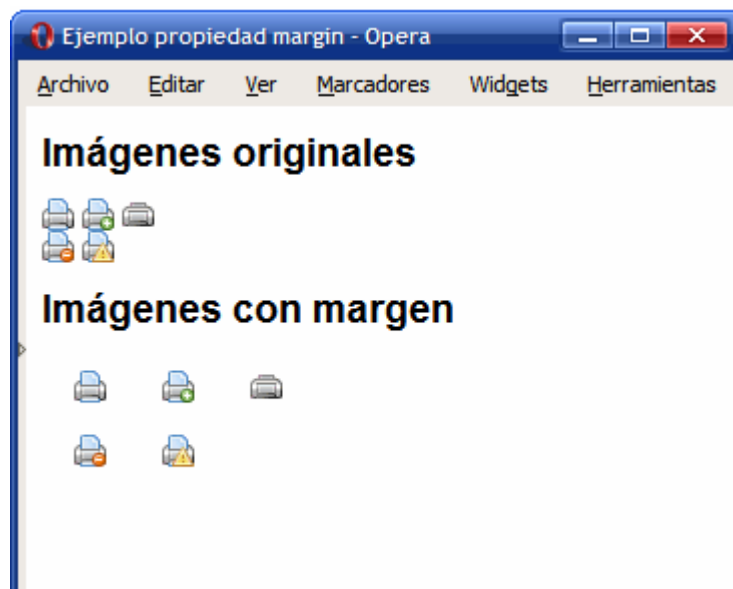 Ejemplo propiedad margin - Opera
Archivo Editar Ver Marcadores Widgets Herramientas
Imágenes originales
Imágenes con margen